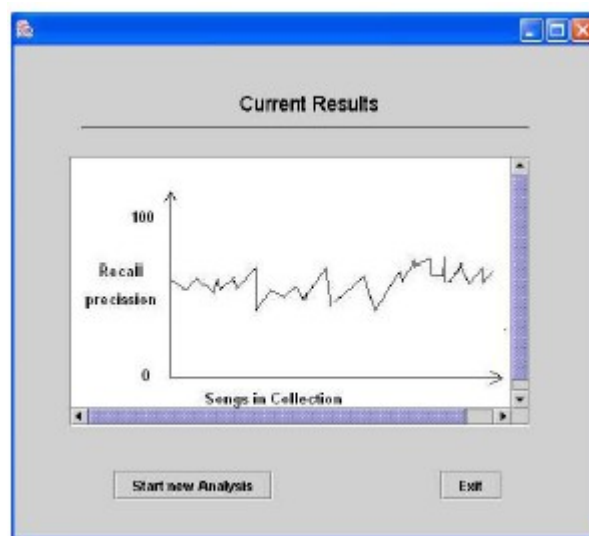 Current Results
100
Recall
precission
0
Songs in Collection
Start new Analysis
Exit